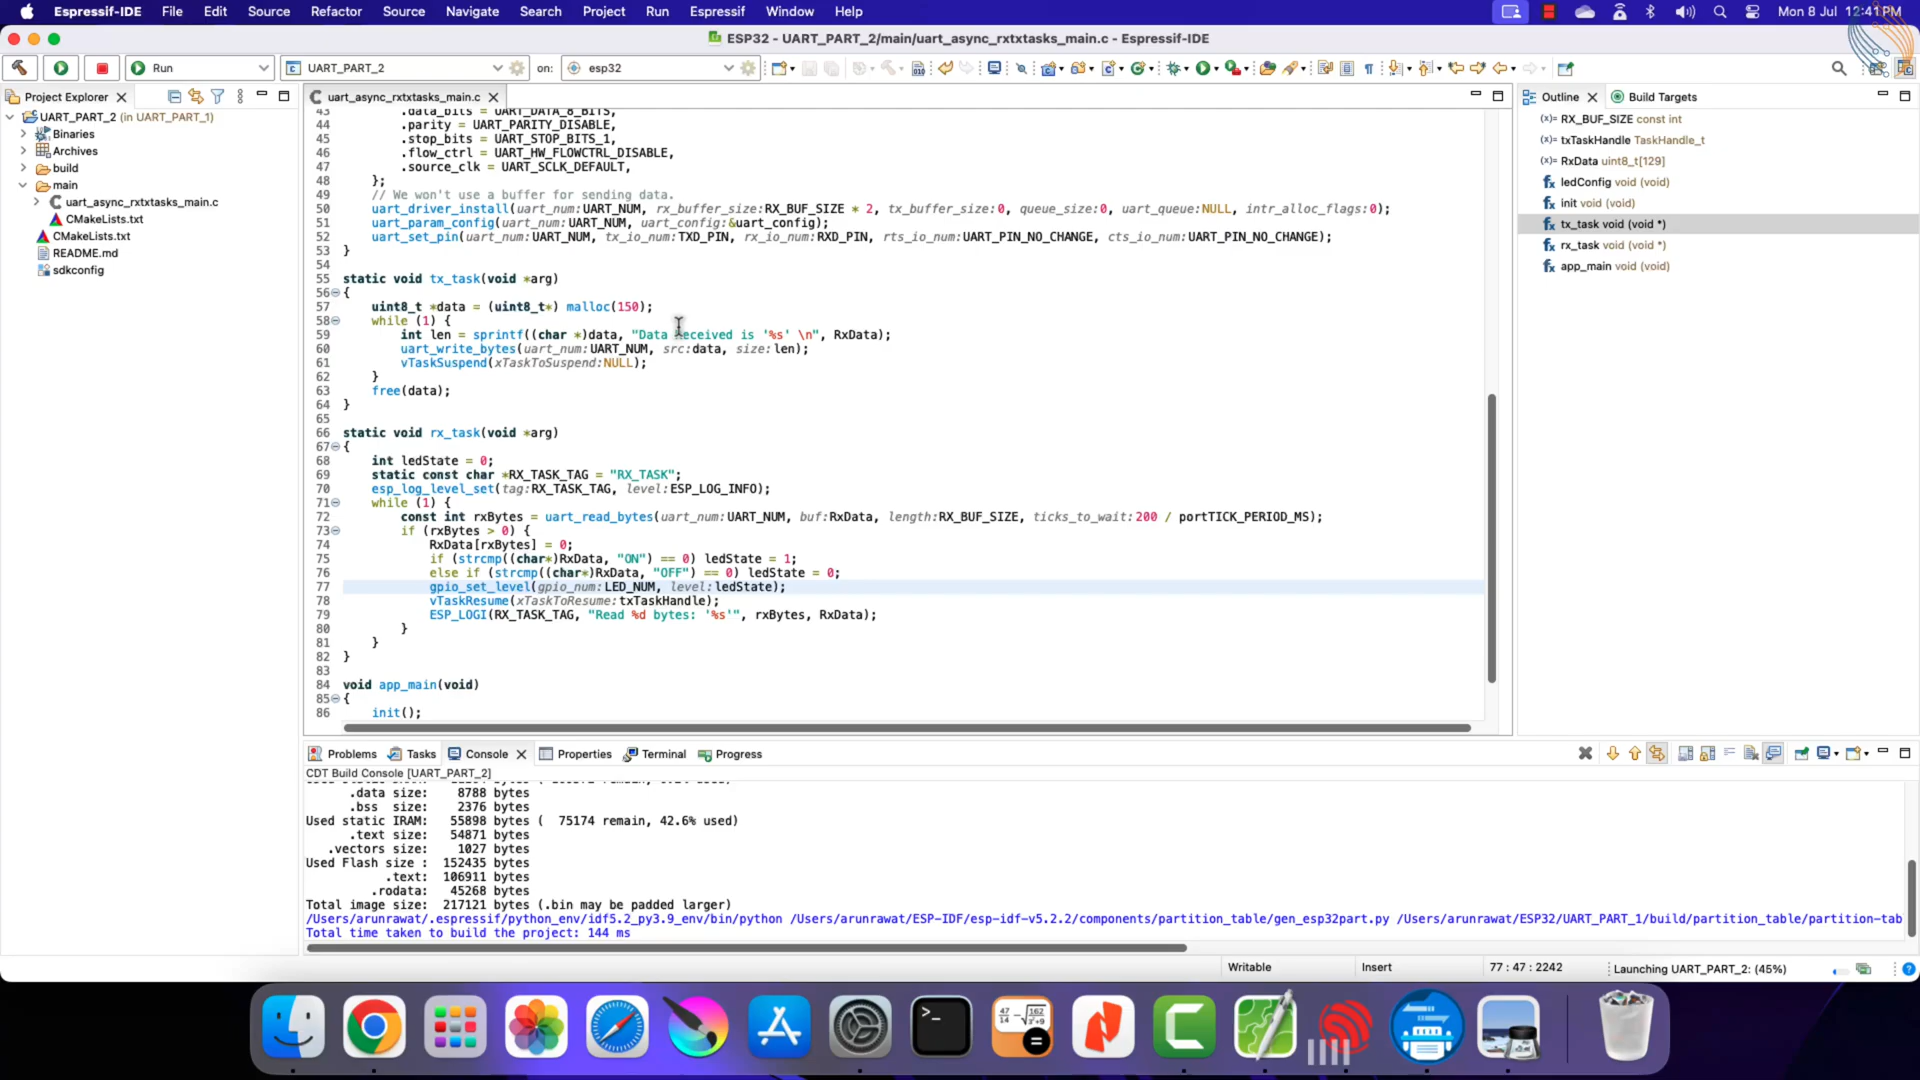 Espressif-IDE File Edit Source Refactor Source Navigate Search Project Run Espressif Window Help Mon 8 Jul 12:41PM
ESP32 - UART_PART_2/main/uart_async_rxtxtasks_main.c - Espressif-IDE
Run UART_PART_2 on: esp32
Project Explorer
UART_PART_2 (in UART_PART_1)
Binaries
Archives
build
main
uart_async_rxtxtasks_main.c
CMakeLists.txt
CMakeLists.txt
README.md
sdkconfig
uart_async_rxtxtasks_main.c
43 .data_bits = UART_DATA_8_BITS,
44 .parity = UART_PARITY_DISABLE,
45 .stop_bits = UART_STOP_BITS_1,
46 .flow_ctrl = UART_HW_FLOWCTRL_DISABLE,
47 .source_clk = UART_SCLK_DEFAULT,
48 };
49 // We won't use a buffer for sending data.
50 uart_driver_install(uart_num:UART_NUM, rx_buffer_size:RX_BUF_SIZE * 2, tx_buffer_size:0, queue_size:0, uart_queue:NULL, intr_alloc_flags:0);
51 uart_param_config(uart_num:UART_NUM, uart_config:&uart_config);
52 uart_set_pin(uart_num:UART_NUM, tx_io_num:TXD_PIN, rx_io_num:RXD_PIN, rts_io_num:UART_PIN_NO_CHANGE, cts_io_num:UART_PIN_NO_CHANGE);
53 }
54
55 static void tx_task(void *arg)
56 {
57 uint8_t *data = (uint8_t*) malloc(150);
58 while (1) {
59 int len = sprintf((char *)data, "Data Received is '%s' \n", RxData);
60 uart_write_bytes(uart_num:UART_NUM, src:data, size:len);
61 vTaskSuspend(xTaskToSuspend:NULL);
62 }
63 free(data);
64 }
65
66 static void rx_task(void *arg)
67 {
68 int ledState = 0;
69 static const char *RX_TASK_TAG = "RX_TASK";
70 esp_log_level_set(tag:RX_TASK_TAG, level:ESP_LOG_INFO);
71 while (1) {
72 const int rxBytes = uart_read_bytes(uart_num:UART_NUM, buf:RxData, length:RX_BUF_SIZE, ticks_to_wait:200 / portTICK_PERIOD_MS);
73 if (rxBytes > 0) {
74 RxData[rxBytes] = 0;
75 if (strcmp((char*)RxData, "ON") == 0) ledState = 1;
76 else if (strcmp((char*)RxData, "OFF") == 0) ledState = 0;
77 gpio_set_level(gpio_num:LED_NUM, level:ledState);
78 vTaskResume(xTaskToResume:txTaskHandle);
79 ESP_LOGI(RX_TASK_TAG, "Read %d bytes: '%s'", rxBytes, RxData);
80 }
81 }
82 }
83
84 void app_main(void)
85 {
86 init();
Outline Build Targets
RX_BUF_SIZE const int
txTaskHandle TaskHandle_t
RxData uint8_t[129]
ledConfig void (void)
init void (void)
tx_task void (void *)
rx_task void (void *)
app_main void (void)
Problems Tasks Console Properties Terminal Progress
CDT Build Console [UART_PART_2]
.data size: 8788 bytes
.bss size: 2376 bytes
Used static IRAM: 55898 bytes ( 75174 remain, 42.6% used)
.text size: 54871 bytes
.vectors size: 1027 bytes
Used Flash size : 152435 bytes
.text: 106911 bytes
.rodata: 45268 bytes
Total image size: 217121 bytes (.bin may be padded larger)
/Users/arunrawat/.espressif/python_env/idf5.2_py3.9_env/bin/python /Users/arunrawat/ESP-IDF/esp-idf-v5.2.2/components/partition_table/gen_esp32part.py /Users/arunrawat/ESP32/UART_PART_1/build/partition_table/partition-tab
Total time taken to build the project: 144 ms
Writable Insert 77 : 47 : 2242 Launching UART_PART_2: (45%)